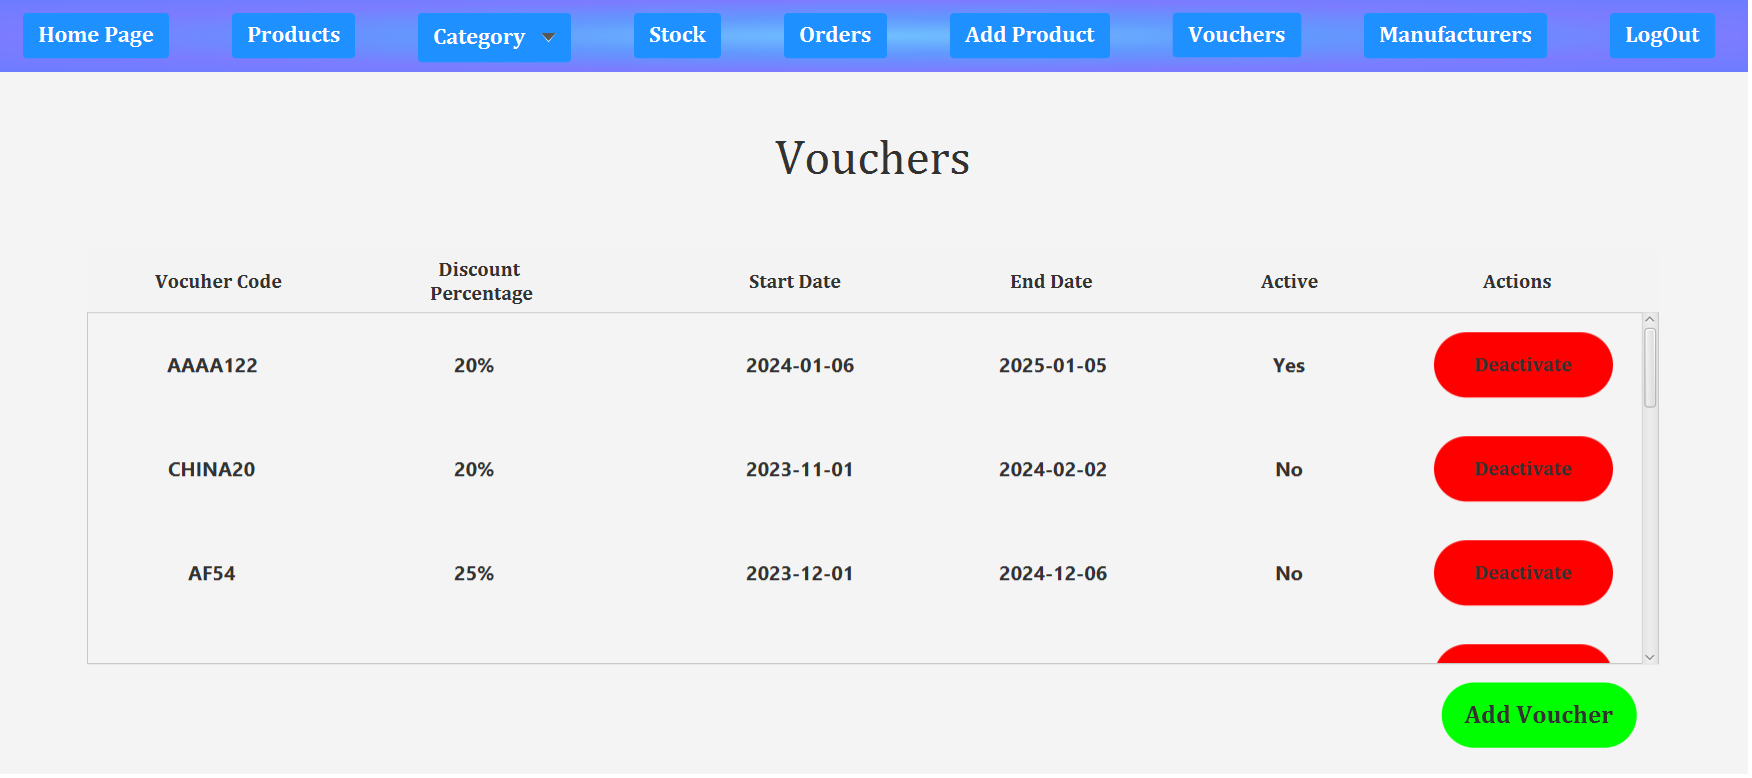 Home Page Products Category Stock Orders Add Product Vouchers Manufacturers LogOut
Vouchers
Vocuher Code Discount Percentage Start Date End Date Active Actions
AAAA122 20% 2024-01-06 2025-01-05 Yes Deactivate
CHINA20 20% 2023-11-01 2024-02-02 No Deactivate
AF54 25% 2023-12-01 2024-12-06 No Deactivate
Add Voucher